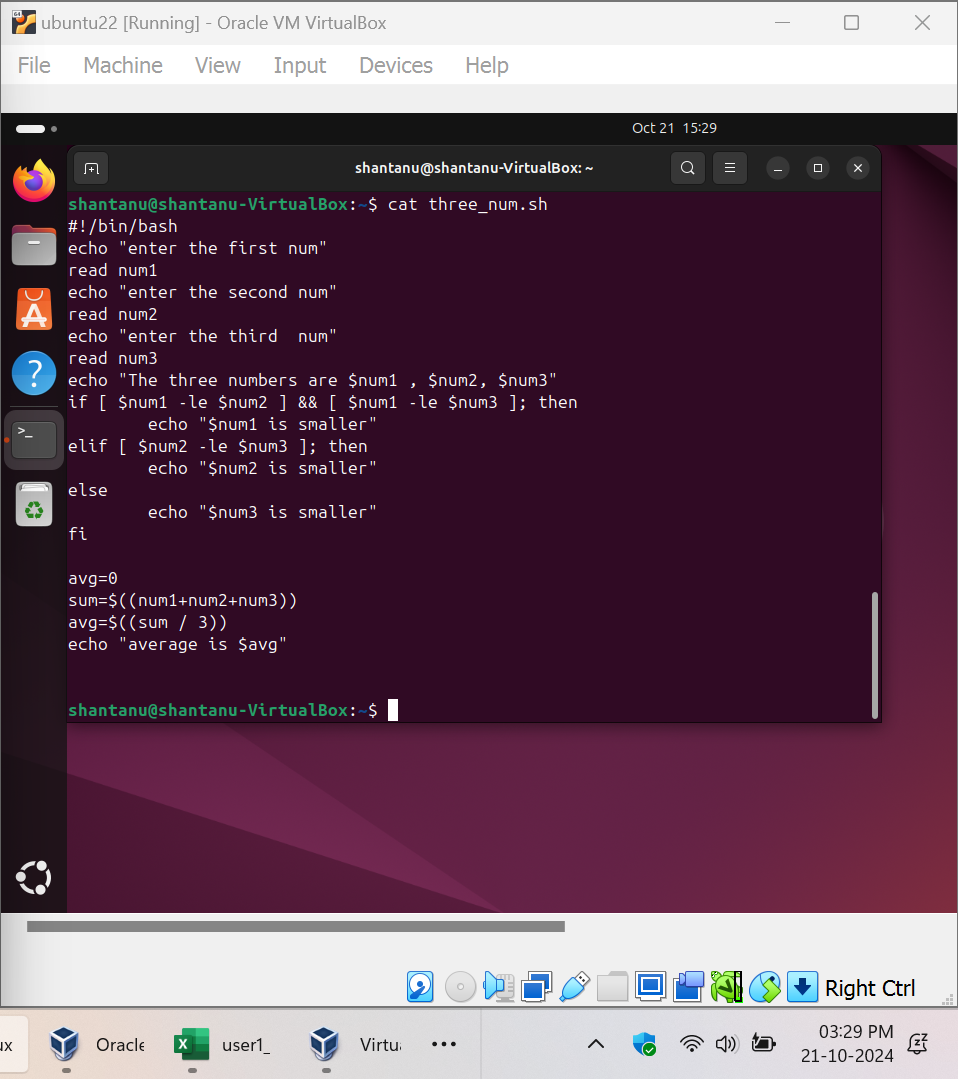 ubuntu22 [Running] - Oracle VM VirtualBox
File Machine View Input Devices Help
Oct 21 15:29
shantanu@shantanu-VirtualBox: ~
shantanu@shantanu-VirtualBox:~$ cat three_num.sh
#!/bin/bash
echo "enter the first num"
read num1
echo "enter the second num"
read num2
echo "enter the third  num"
read num3
echo "The three numbers are $num1 , $num2, $num3"
if [ $num1 -le $num2 ] && [ $num1 -le $num3 ]; then
        echo "$num1 is smaller"
elif [ $num2 -le $num3 ]; then
        echo "$num2 is smaller"
else
        echo "$num3 is smaller"
fi
avg=0
sum=$((num1+num2+num3))
avg=$((sum / 3))
echo "average is $avg"
shantanu@shantanu-VirtualBox:~$
Right Ctrl
ux Oracle user1_ Virtu
03:29 PM
21-10-2024